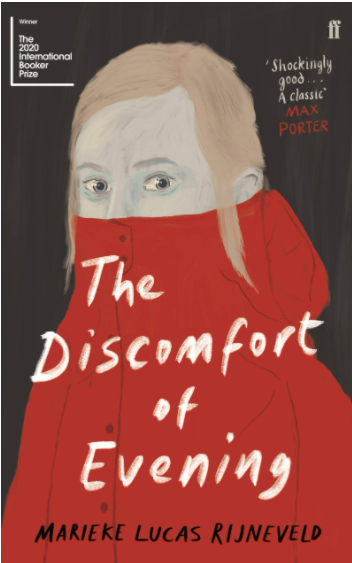 Winner
The
2020
International
Booker
Prize
ff
'Shockingly
good...
A classic'
MAX
PORTER
The
Discomfort
of
Evening
MARIEKE LUCAS RIJNEVELD